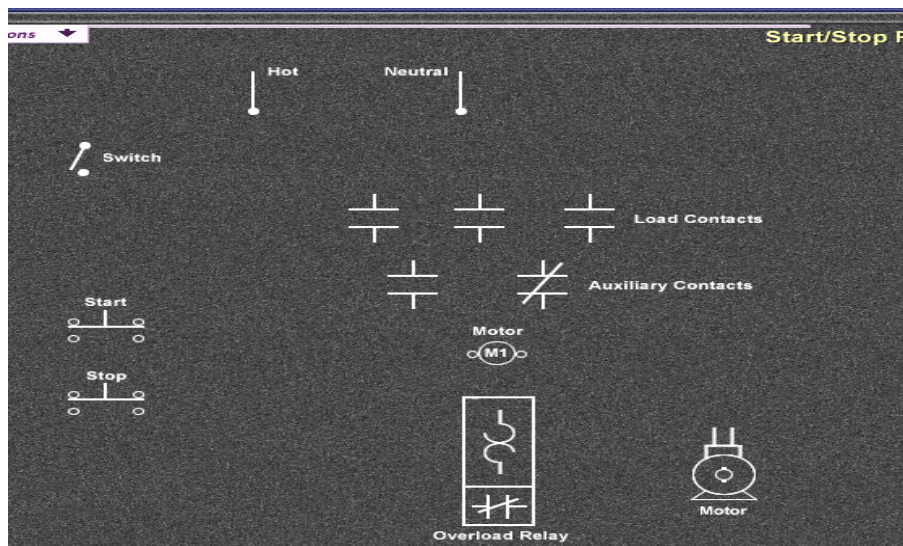 ons
Start/Stop P
Hot
Neutral
Switch
Load Contacts
Auxiliary Contacts
Start
Motor
M1
Stop
Motor
Overload Relay